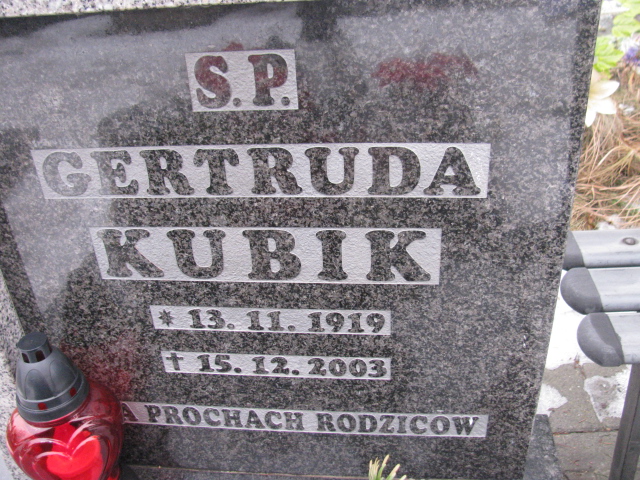 S.P.
GERTRUDA
KUBIK
* 13. 11. 1919
† 15. 12. 2003
A PROCHACH RODZICOW